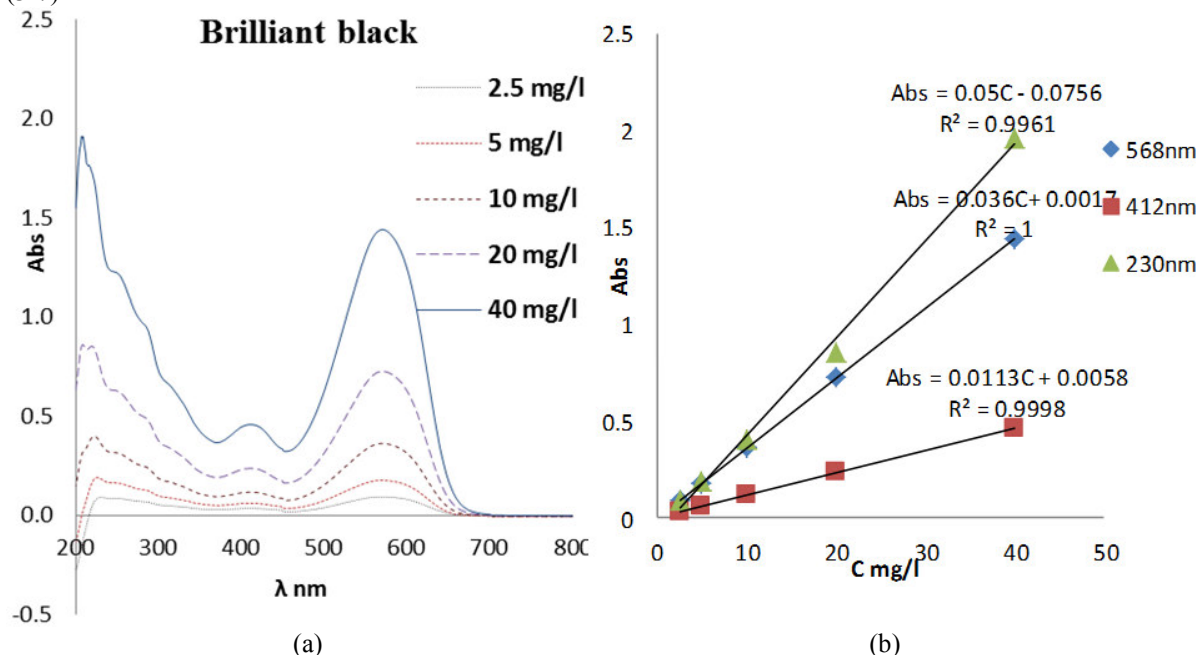 Brilliant black
2.5
2.0
1.5
1.0
0.5
0.0
-0.5
Abs
200 300 400 500 600 700 800
λ nm
2.5 mg/l
5 mg/l
10 mg/l
20 mg/l
40 mg/l
(a)
2.5
2
1.5
1
0.5
0
Abs
0 10 20 30 40 50
C mg/l
Abs = 0.05C - 0.0756
R² = 0.9961
Abs = 0.036C + 0.0017
R² = 1
Abs = 0.0113C + 0.0058
R² = 0.9998
568nm
412nm
230nm
(b)